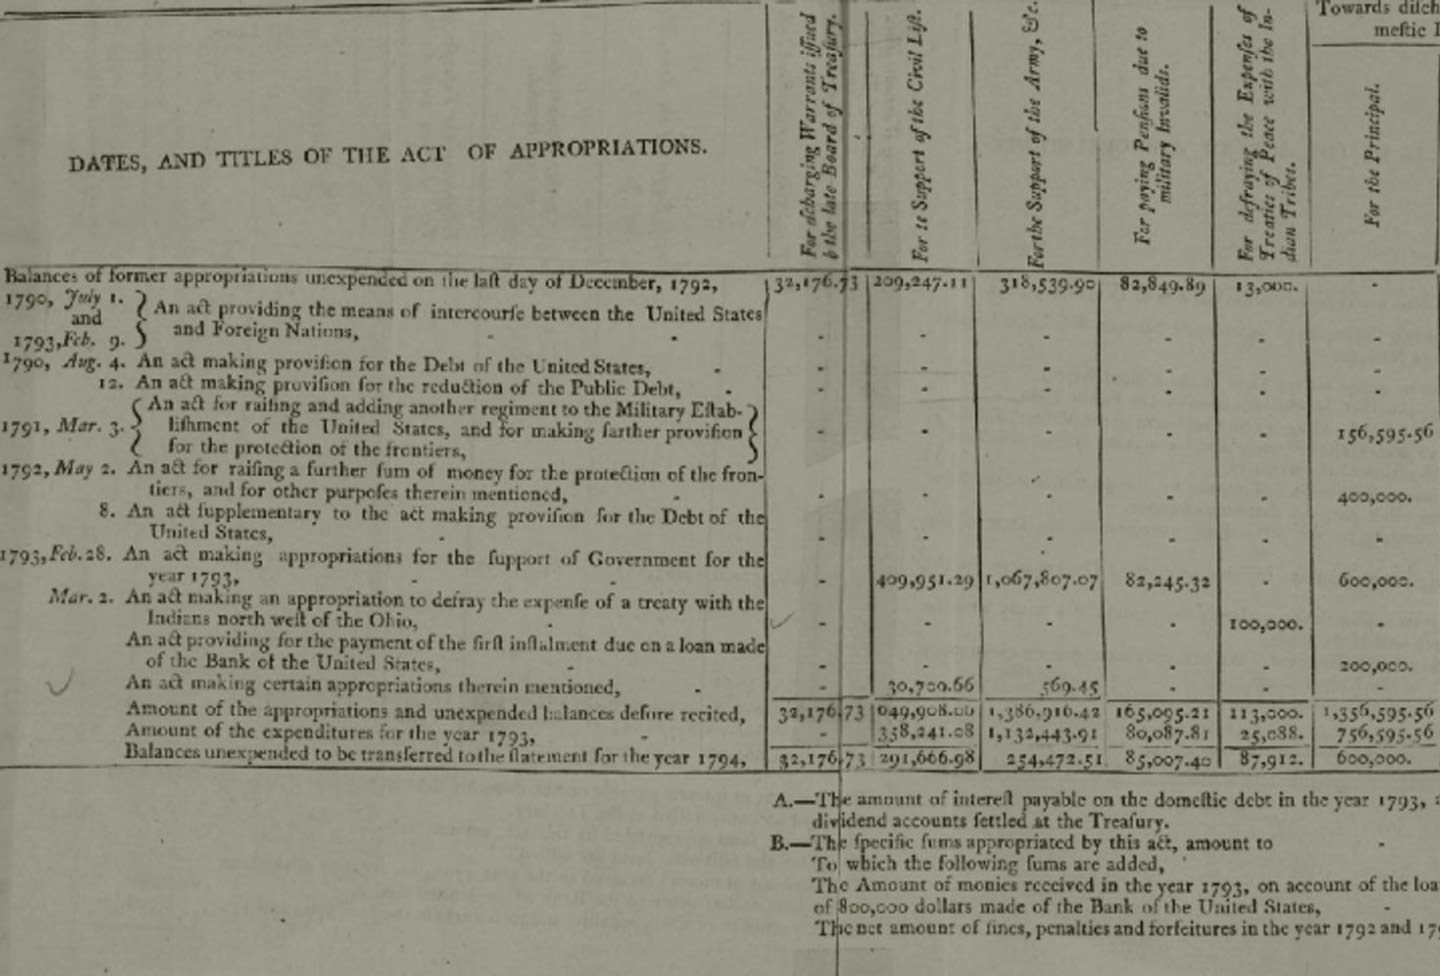 Towards diſch
meſtic
For diſcharging Warrants iſſued
b the late Board of Treaſury.
For te Support of the Civil Liſt.
For the Support of the Army, &c.
For paying Penſions due to
military Invalids.
For defraying the Expenſes of
Treaties of Peace with the In-
dian Tribes.
For the Principal.
DATES, AND TITLES OF THE ACT OF APPROPRIATIONS.
Balances of former appropriations unexpended on the laſt day of December, 1792, 32,176.73 209,247.11 318,539.90 82,849.89 13,000. -
1790, July 1. } An act providing the means of intercourſe between the United States
and
1793, Feb. 9. } and Foreign Nations, - - - - - - - -
1790, Aug. 4. An act making proviſion for the Debt of the United States, - - - - - - -
12. An act making proviſion for the reduction of the Public Debt, - - - - - - -
{ An act for raiſing and adding another regiment to the Military Eſtab- }
1791, Mar. 3. { liſhment of the United States, and for making farther proviſion } - - - - - 156,595.56
{ for the protection of the frontiers, }
1792, May 2. An act for raiſing a further ſum of money for the protection of the fron-
tiers, and for other purpoſes therein mentioned, - - - - - - 400,000.
8. An act ſupplementary to the act making proviſion for the Debt of the
United States, - - - - - - -
1793, Feb. 28. An act making appropriations for the ſupport of Government for the
year 1793, - - - 409,951.29 1,067,807.07 82,245.32 - 600,000.
Mar. 2. An act making an appropriation to defray the expenſe of a treaty with the
Indians north weſt of the Ohio, - - - - - 100,000. -
An act providing for the payment of the firſt inſtalment due on a loan made
of the Bank of the United States, - - - - - - 200,000.
An act making certain appropriations therein mentioned, - - 30,7 0.66 569.45 - - -
Amount of the appropriations and unexpended balances defore recited, 32,176.73 649,908.06 1,386,916.42 165,095.21 113,000. 1,356,595.56
Amount of the expenditures for the year 1793, - - 358,241.08 1,132,443.91 80,087.81 25,088. 756,595.56
Balances unexpended to be transferred to the ſtatement for the year 1794, 32,176.73 291,666.98 254,472.51 85,007.40 87,912. 600,000.
A.—The amount of intereſt payable on the domeſtic debt in the year 1793,
dividend accounts ſettled at the Treaſury.
B.—The ſpecific ſums appropriated by this act, amount to -
To which the following ſums are added,
The Amount of monies received in the year 1793, on account of the loa
of 800,000 dollars made of the Bank of the United States, -
The net amount of fines, penalties and forfeitures in the year 1792 and 179